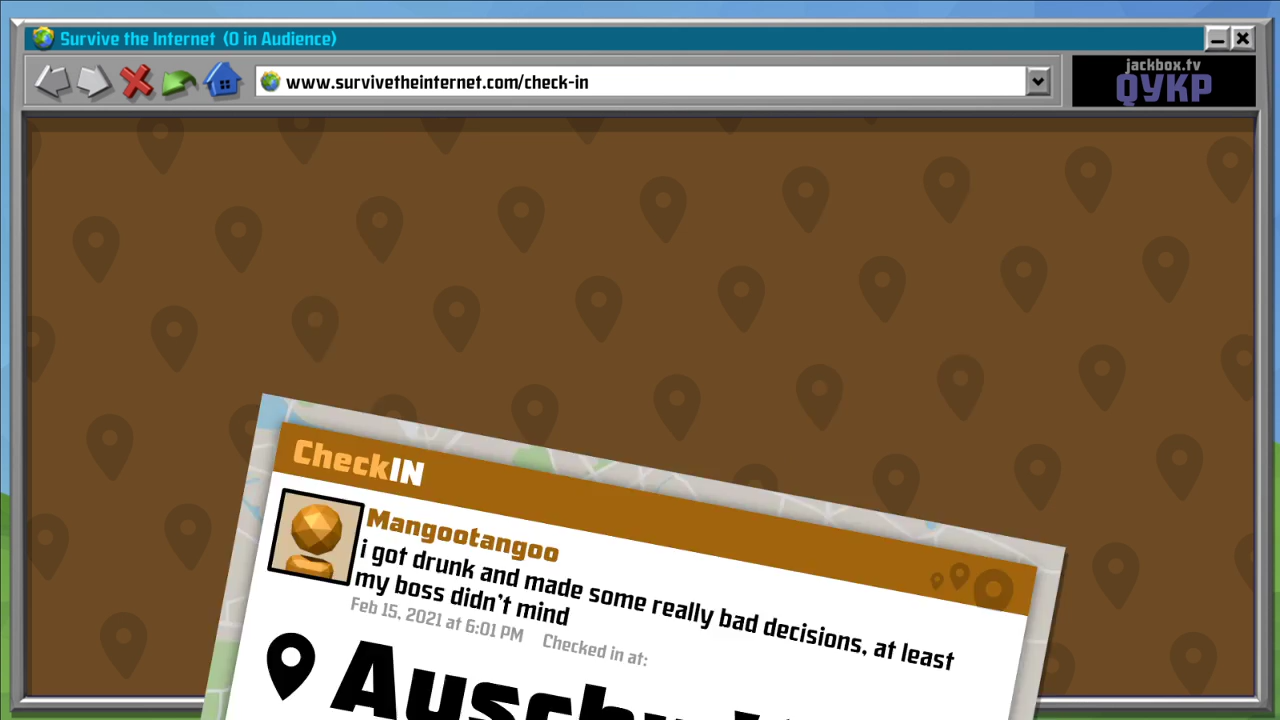 Survive the Internet (0 in Audience)
www.survivetheinternet.com/check-in
jackbox.tv
QYKP
CheckIN
Mangootangoo
i got drunk and made some really bad decisions, at least
my boss didn't mind
Feb 15, 2021 at 6:01 PM Checked in at: